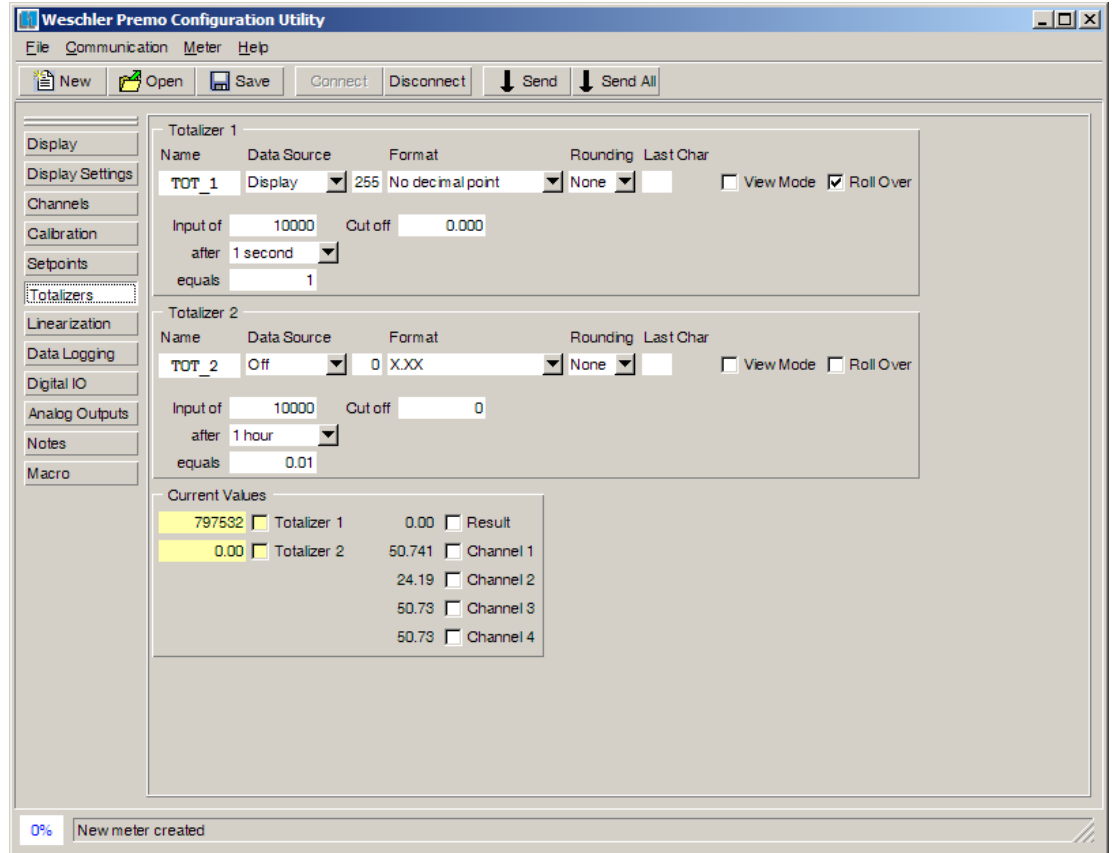 Weschler Premo Configuration Utility
File Communication Meter Help
New Open Save Connect Disconnect Send Send All
Display
Display Settings
Channels
Calibration
Setpoints
Totalizers
Linearization
Data Logging
Digital IO
Analog Outputs
Notes
Macro
Totalizer 1
Name Data Source Format Rounding Last Char
TOT_1 Display 255 No decimal point None View Mode Roll Over
Input of 10000 Cut off 0.000
after 1 second
equals 1
Totalizer 2
Name Data Source Format Rounding Last Char
TOT_2 Off 0 X.XX None View Mode Roll Over
Input of 10000 Cut off 0
after 1 hour
equals 0.01
Current Values
797532 Totalizer 1 0.00 Result
0.00 Totalizer 2 50.741 Channel 1
24.19 Channel 2
50.73 Channel 3
50.73 Channel 4
0% New meter created